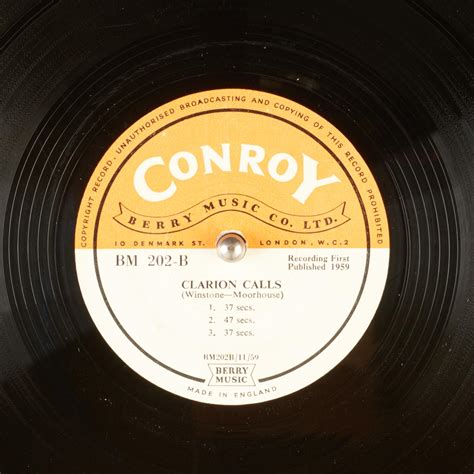 COPYRIGHT RECORD. UNAUTHORISED BROADCASTING AND COPYING OF THIS RECORD PROHIBITED
CONROY
BERRY MUSIC CO. LTD.
10 DENMARK ST. LONDON, W.C.2
BM 202-B
Recording First
Published 1959
CLARION CALLS
(Winstone—Moorhouse)
1. 37 secs.
2. 47 secs.
3. 37 secs.
BM202B/11/59
BERRY
MUSIC
MADE IN ENGLAND